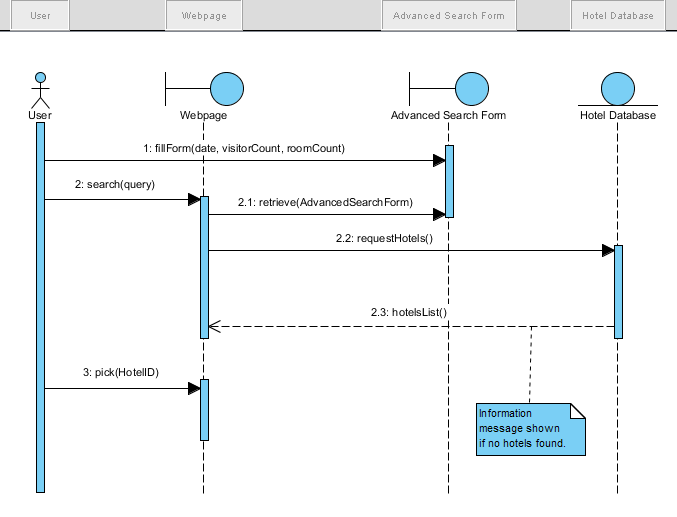 User
Webpage
Advanced Search Form
Hotel Database
User
Webpage
Advanced Search Form
Hotel Database
1: fillForm(date, visitorCount, roomCount)
2: search(query)
2.1: retrieve(AdvancedSearchForm)
2.2: requestHotels()
2.3: hotelsList()
3: pick(HotelID)
Information
message shown
if no hotels found.